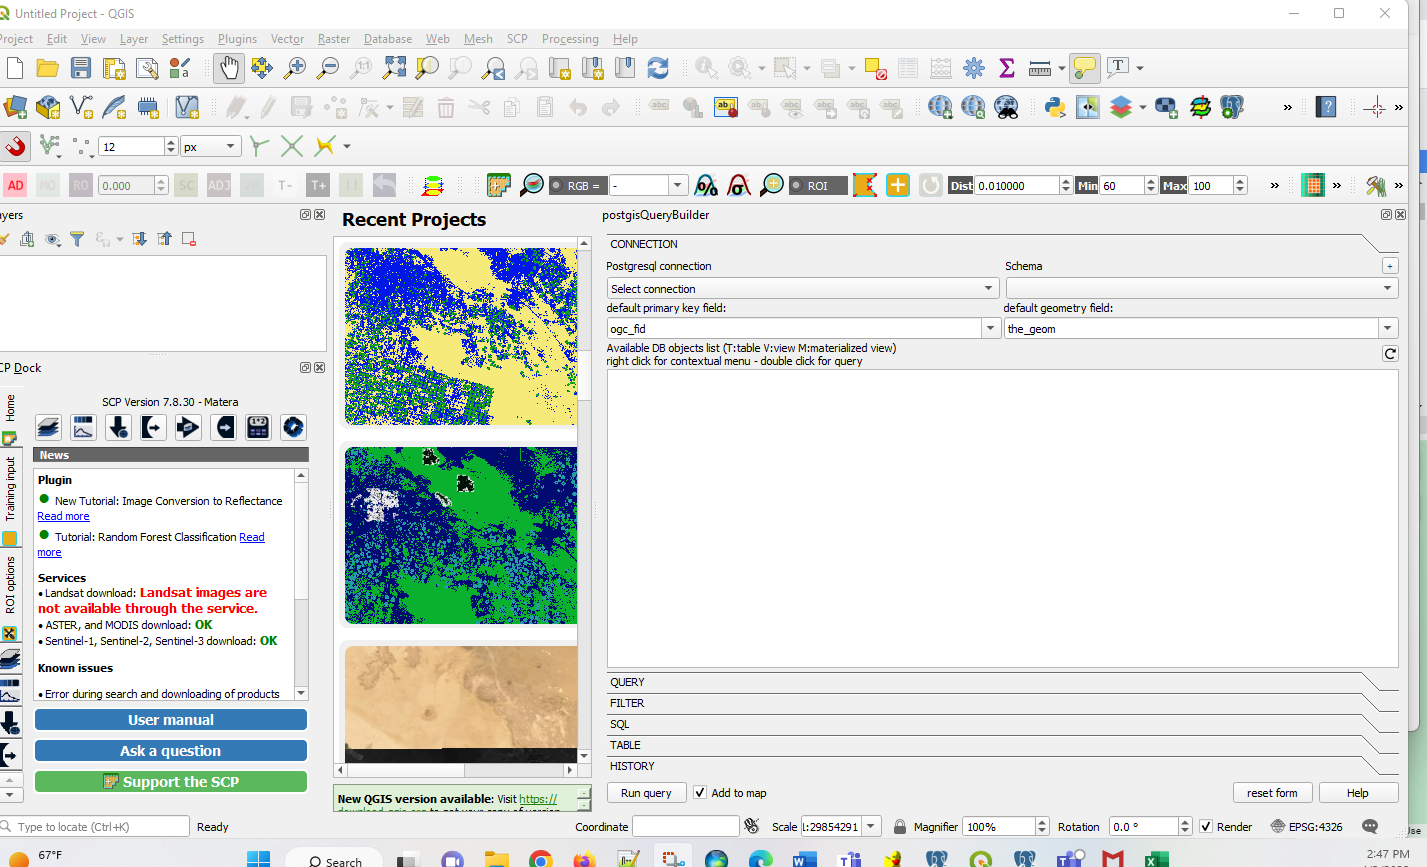 Untitled Project - QGIS
Project Edit View Layer Settings Plugins Vector Raster Database Web Mesh SCP Processing Help
12 px
AD MO RO 0.000 SC ADJ T- T+ RGB = - ROI Dist 0.010000 Min 60 Max 100
ayers
Recent Projects
postgisQueryBuilder
CONNECTION
Postgresql connection Schema
Select connection
default primary key field: default geometry field:
ogc_fid the_geom
Available DB objects list (T:table V:view M:materialized view)
right click for contextual menu - double click for query
CP Dock
Home
Training input
ROI options
SCP Version 7.8.30 - Matera
News
Plugin
New Tutorial: Image Conversion to Reflectance
Read more
Tutorial: Random Forest Classification Read
more
Services
• Landsat download: Landsat images are
not available through the service.
• ASTER, and MODIS download: OK
• Sentinel-1, Sentinel-2, Sentinel-3 download: OK
Known issues
• Error during search and downloading of products
User manual
Ask a question
Support the SCP
QUERY
FILTER
SQL
TABLE
HISTORY
Run query Add to map reset form Help
New QGIS version available: Visit https://
Type to locate (Ctrl+K) Ready Coordinate Scale 1:29854291 Magnifier 100% Rotation 0.0 ° Render EPSG:4326
67°F Search 2:47 PM